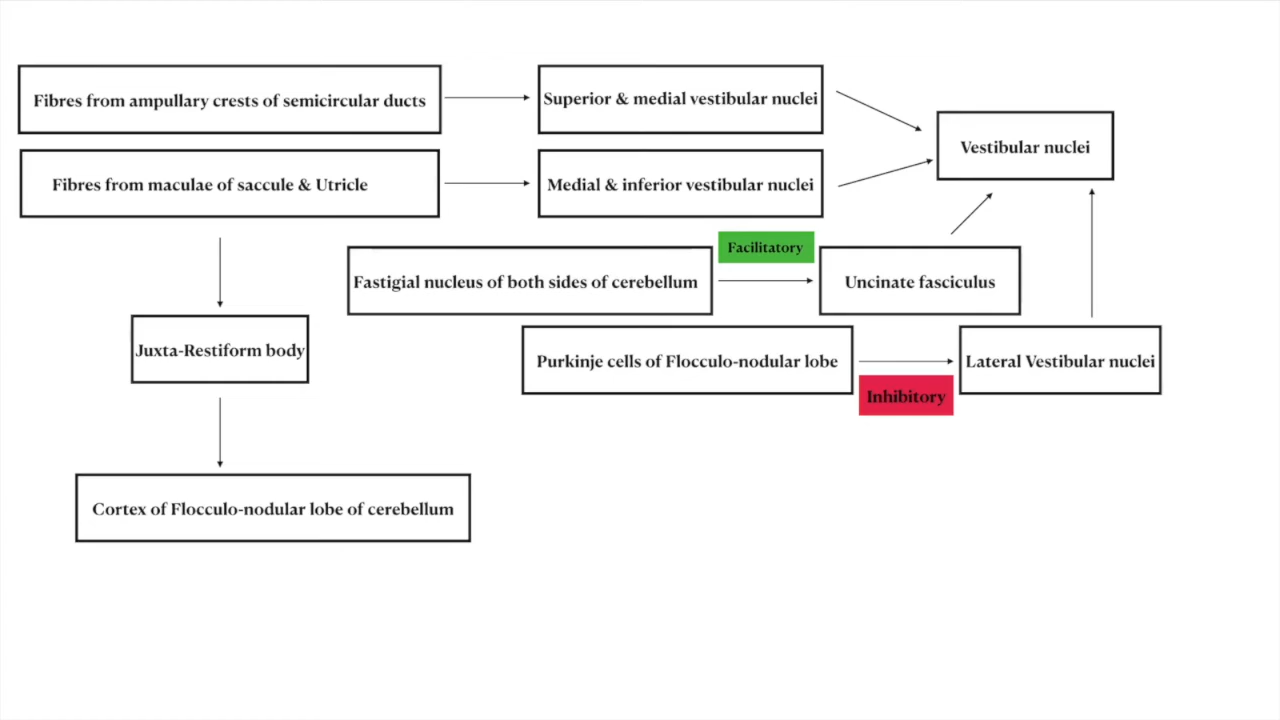 Fibres from ampullary crests of semicircular ducts
Superior & medial vestibular nuclei
Vestibular nuclei
Fibres from maculae of saccule & Utricle
Medial & inferior vestibular nuclei
Facilitatory
Fastigial nucleus of both sides of cerebellum
Uncinate fasciculus
Juxta-Restiform body
Purkinje cells of Flocculo-nodular lobe
Lateral Vestibular nuclei
Inhibitory
Cortex of Flocculo-nodular lobe of cerebellum